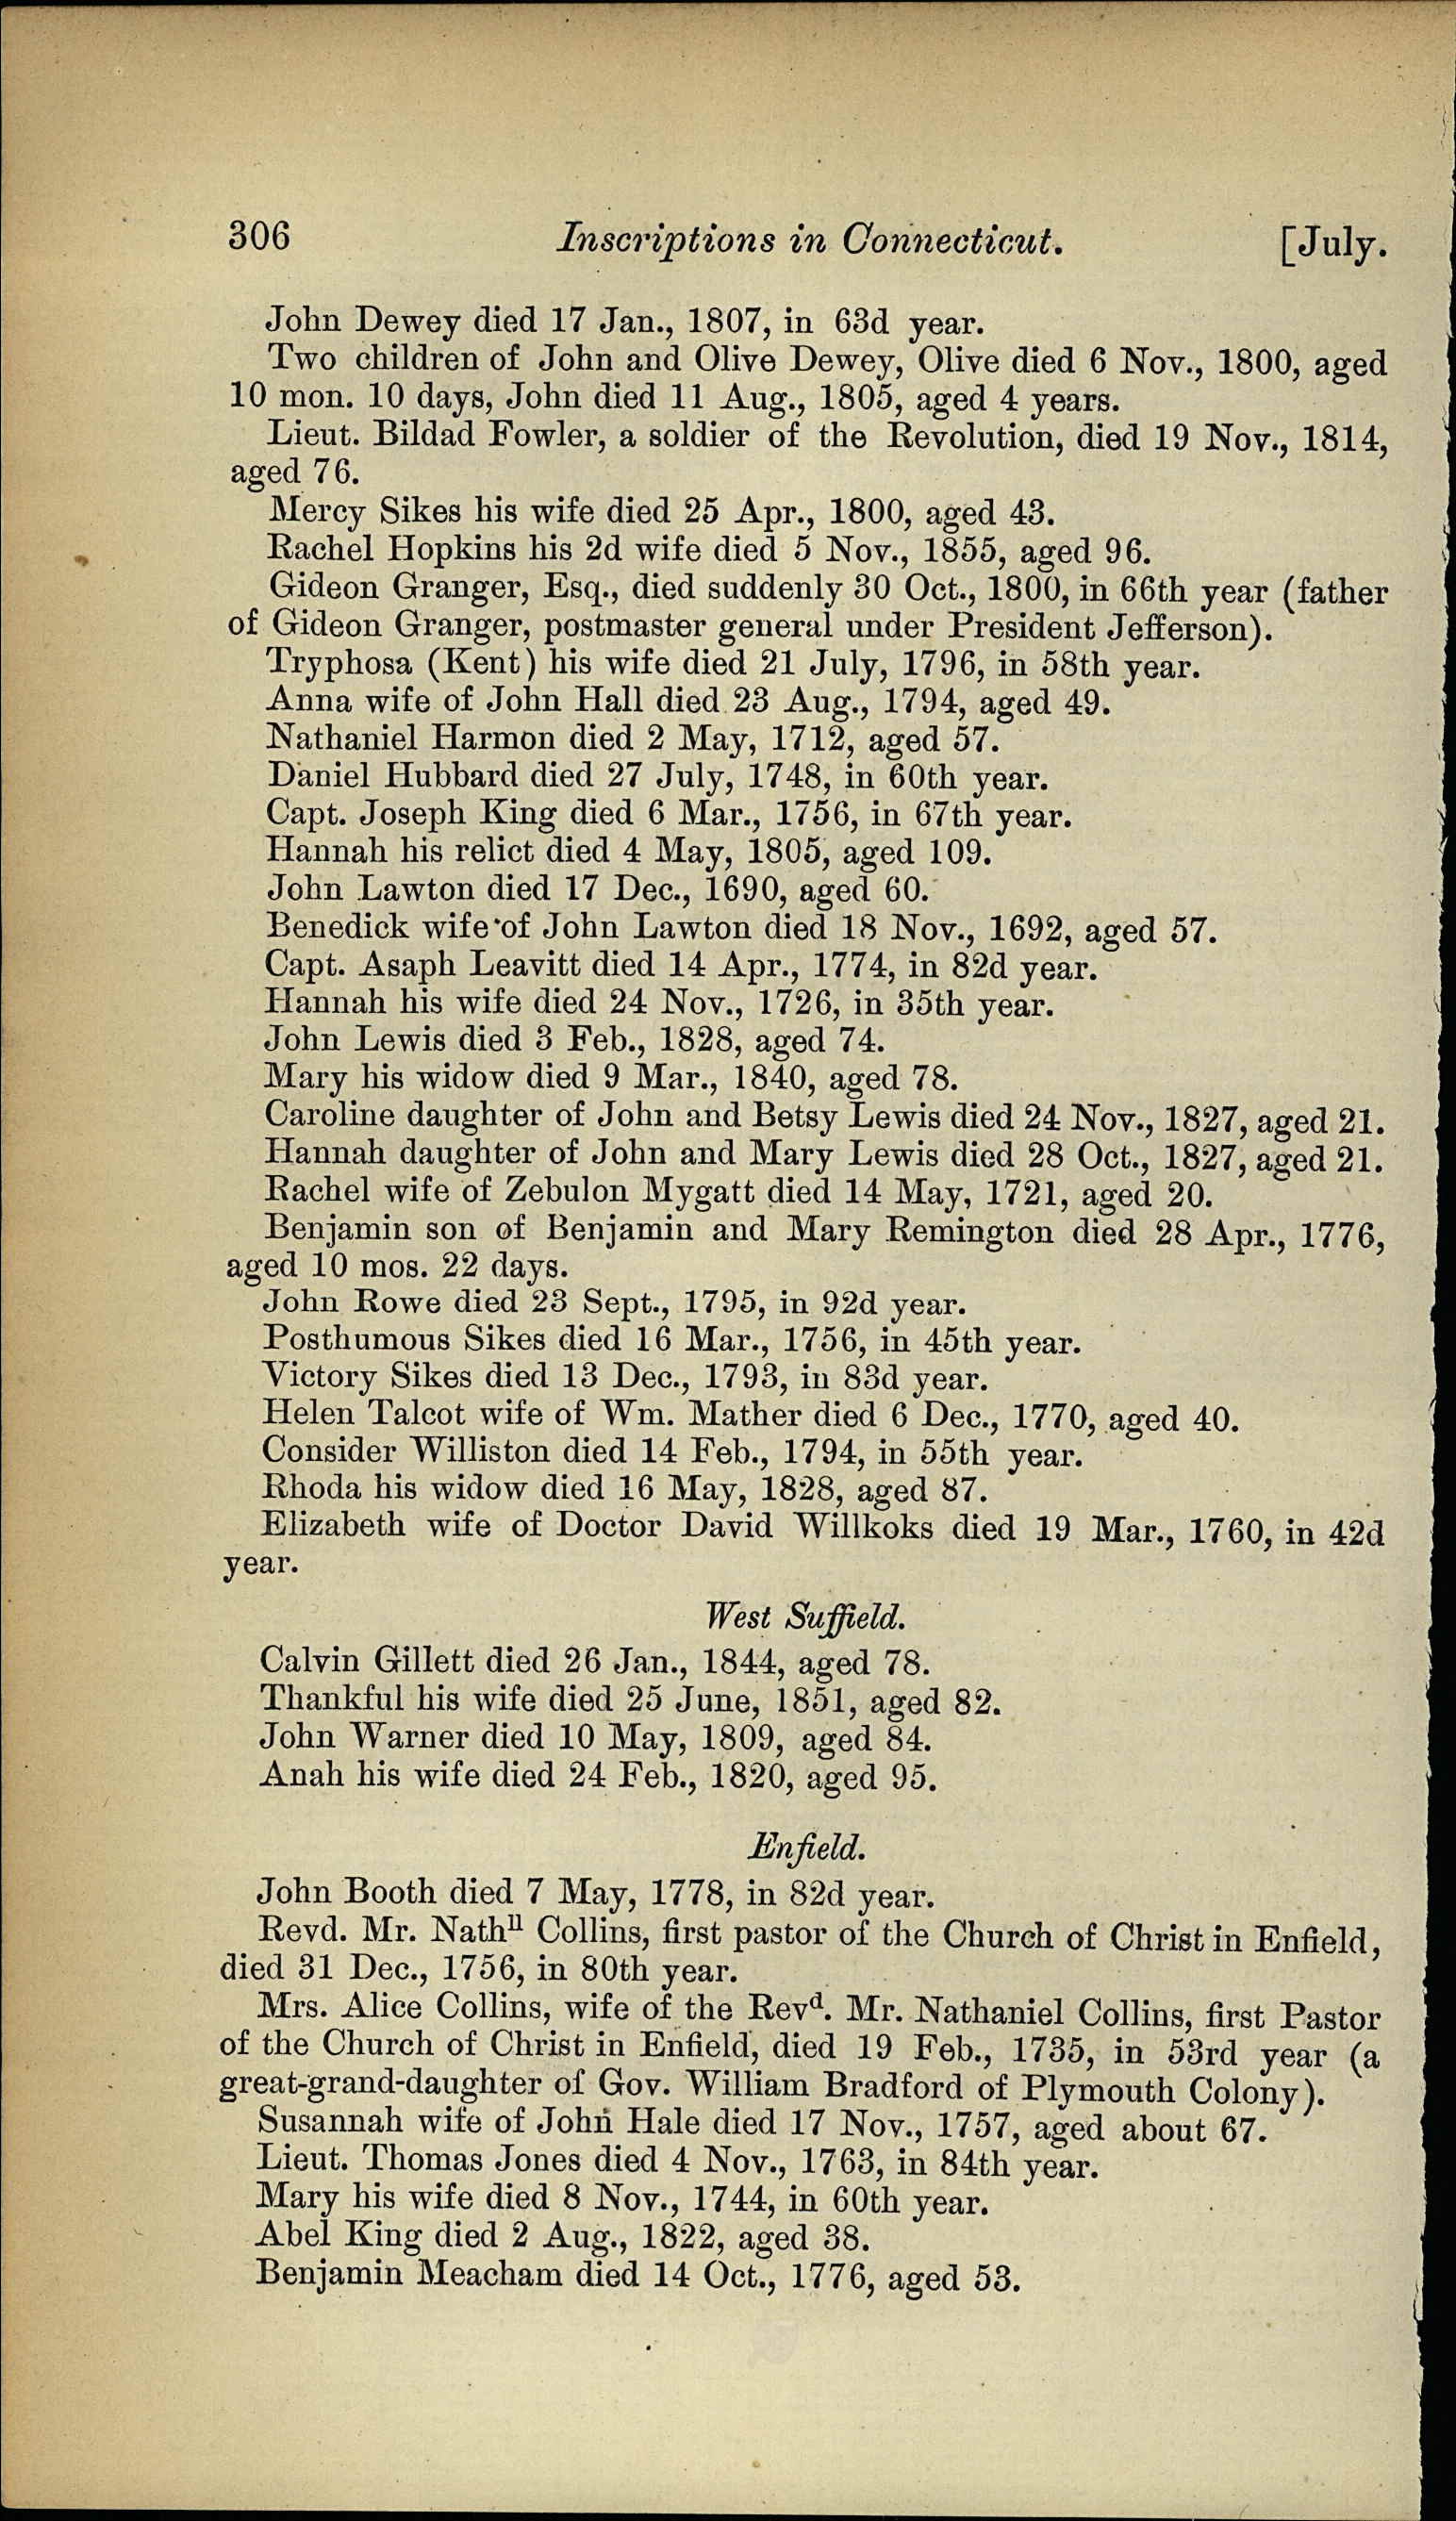 306 Inscriptions in Connecticut. [July.
John Dewey died 17 Jan., 1807, in 63d year.
Two children of John and Olive Dewey, Olive died 6 Nov., 1800, aged
10 mon. 10 days, John died 11 Aug., 1805, aged 4 years.
Lieut. Bildad Fowler, a soldier of the Revolution, died 19 Nov., 1814,
aged 76.
Mercy Sikes his wife died 25 Apr., 1800, aged 43.
Rachel Hopkins his 2d wife died 5 Nov., 1855, aged 96.
Gideon Granger, Esq., died suddenly 30 Oct., 1800, in 66th year (father
of Gideon Granger, postmaster general under President Jefferson).
Tryphosa (Kent) his wife died 21 July, 1796, in 58th year.
Anna wife of John Hall died 23 Aug., 1794, aged 49.
Nathaniel Harmon died 2 May, 1712, aged 57.
Daniel Hubbard died 27 July, 1748, in 60th year.
Capt. Joseph King died 6 Mar., 1756, in 67th year.
Hannah his relict died 4 May, 1805, aged 109.
John Lawton died 17 Dec., 1690, aged 60.
Benedick wife of John Lawton died 18 Nov., 1692, aged 57.
Capt. Asaph Leavitt died 14 Apr., 1774, in 82d year.
Hannah his wife died 24 Nov., 1726, in 35th year.
John Lewis died 3 Feb., 1828, aged 74.
Mary his widow died 9 Mar., 1840, aged 78.
Caroline daughter of John and Betsy Lewis died 24 Nov., 1827, aged 21.
Hannah daughter of John and Mary Lewis died 28 Oct., 1827, aged 21.
Rachel wife of Zebulon Mygatt died 14 May, 1721, aged 20.
Benjamin son of Benjamin and Mary Remington died 28 Apr., 1776,
aged 10 mos. 22 days.
John Rowe died 23 Sept., 1795, in 92d year.
Posthumous Sikes died 16 Mar., 1756, in 45th year.
Victory Sikes died 13 Dec., 1793, in 83d year.
Helen Talcot wife of Wm. Mather died 6 Dec., 1770, aged 40.
Consider Williston died 14 Feb., 1794, in 55th year.
Rhoda his widow died 16 May, 1828, aged 87.
Elizabeth wife of Doctor David Willkoks died 19 Mar., 1760, in 42d
year.
West Suffield.
Calvin Gillett died 26 Jan., 1844, aged 78.
Thankful his wife died 25 June, 1851, aged 82.
John Warner died 10 May, 1809, aged 84.
Anah his wife died 24 Feb., 1820, aged 95.
Enfield.
John Booth died 7 May, 1778, in 82d year.
Revd. Mr. Nathˡˡ Collins, first pastor of the Church of Christ in Enfield,
died 31 Dec., 1756, in 80th year.
Mrs. Alice Collins, wife of the Revᵈ. Mr. Nathaniel Collins, first Pastor
of the Church of Christ in Enfield, died 19 Feb., 1735, in 53rd year (a
great-grand-daughter of Gov. William Bradford of Plymouth Colony).
Susannah wife of John Hale died 17 Nov., 1757, aged about 67.
Lieut. Thomas Jones died 4 Nov., 1763, in 84th year.
Mary his wife died 8 Nov., 1744, in 60th year.
Abel King died 2 Aug., 1822, aged 38.
Benjamin Meacham died 14 Oct., 1776, aged 53.